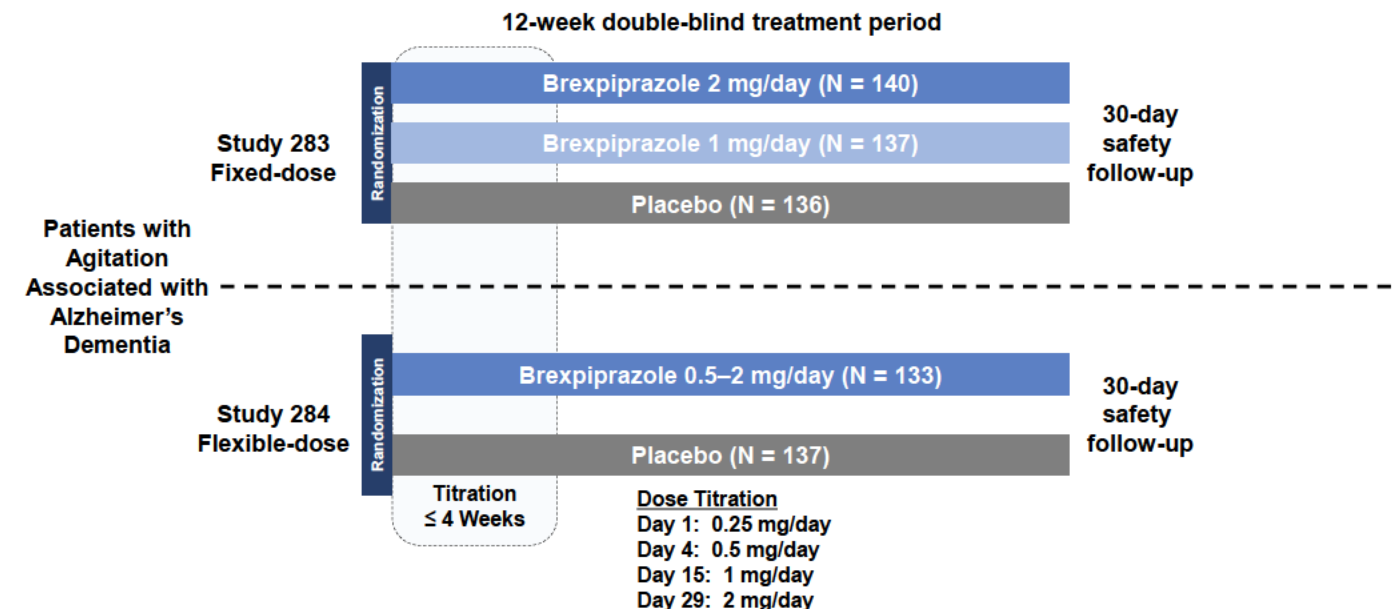 12-week double-blind treatment period
Patients with
Agitation
Associated with
Alzheimer’s
Dementia
Study 283
Fixed-dose
Randomization
Brexpiprazole 2 mg/day (N = 140)
Brexpiprazole 1 mg/day (N = 137)
Placebo (N = 136)
30-day
safety
follow-up
Study 284
Flexible-dose
Randomization
Brexpiprazole 0.5–2 mg/day (N = 133)
Placebo (N = 137)
30-day
safety
follow-up
Titration
≤ 4 Weeks
Dose Titration
Day 1: 0.25 mg/day
Day 4: 0.5 mg/day
Day 15: 1 mg/day
Day 29: 2 mg/day